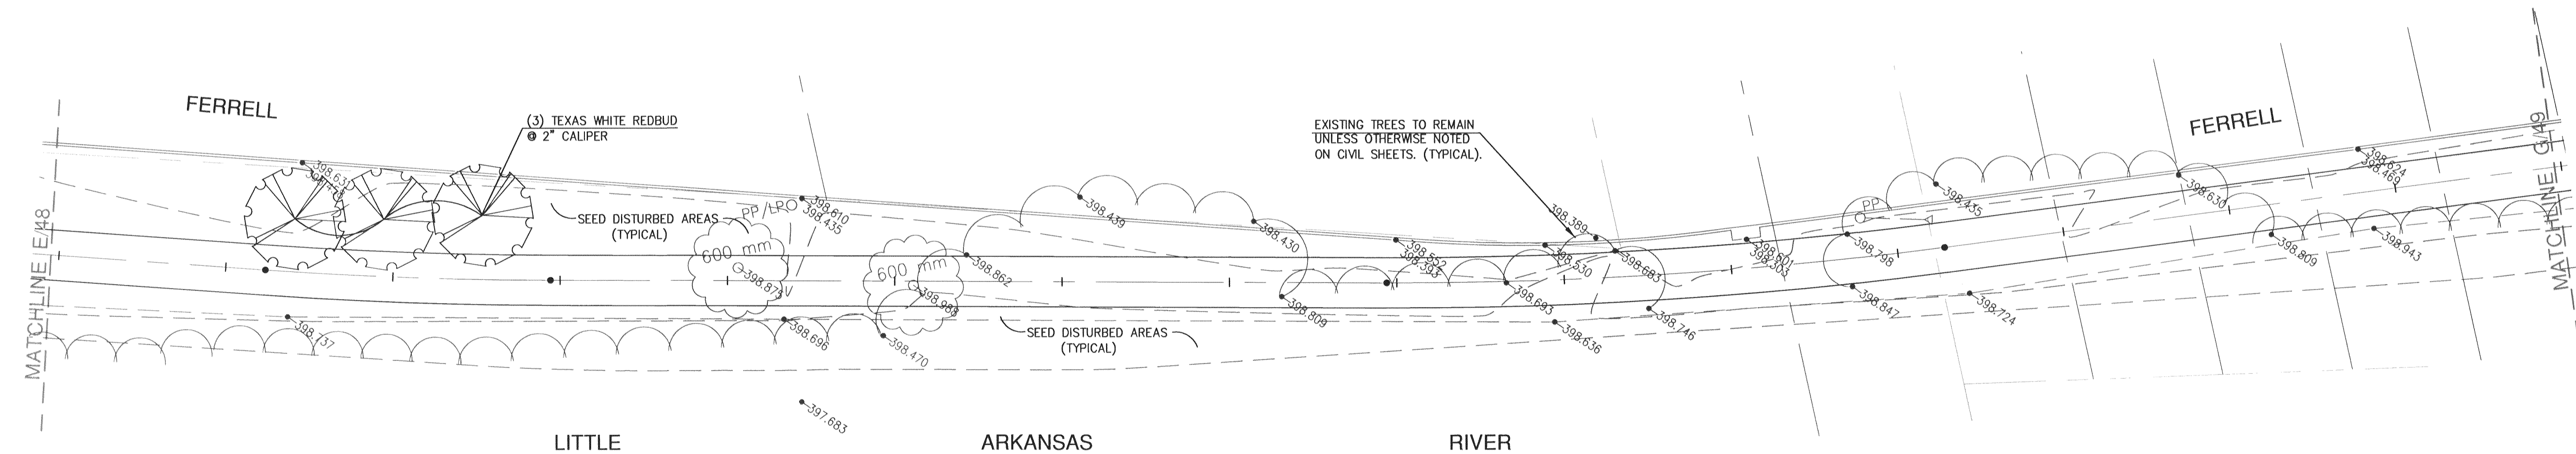 FERRELL
(3) TEXAS WHITE REDBUD
@ 2" CALIPER
EXISTING TREES TO REMAIN
UNLESS OTHERWISE NOTED
ON CIVIL SHEETS. (TYPICAL).
FERRELL
MATCHLINE E/48
MATCHLINE G/49
SEED DISTURBED AREAS
(TYPICAL)
PP/LPO
398.610
398.435
600 mm
600 mm
398.862
398.439
398.430
398.809
398.552
398.389
398.530
398.683
398.693
398.636
398.746
398.601
PP
398.798
398.847
398.435
398.724
398.630
398.624
398.469
398.809
398.943
398.737
398.696
398.470
SEED DISTURBED AREAS
(TYPICAL)
397.683
LITTLE
ARKANSAS
RIVER